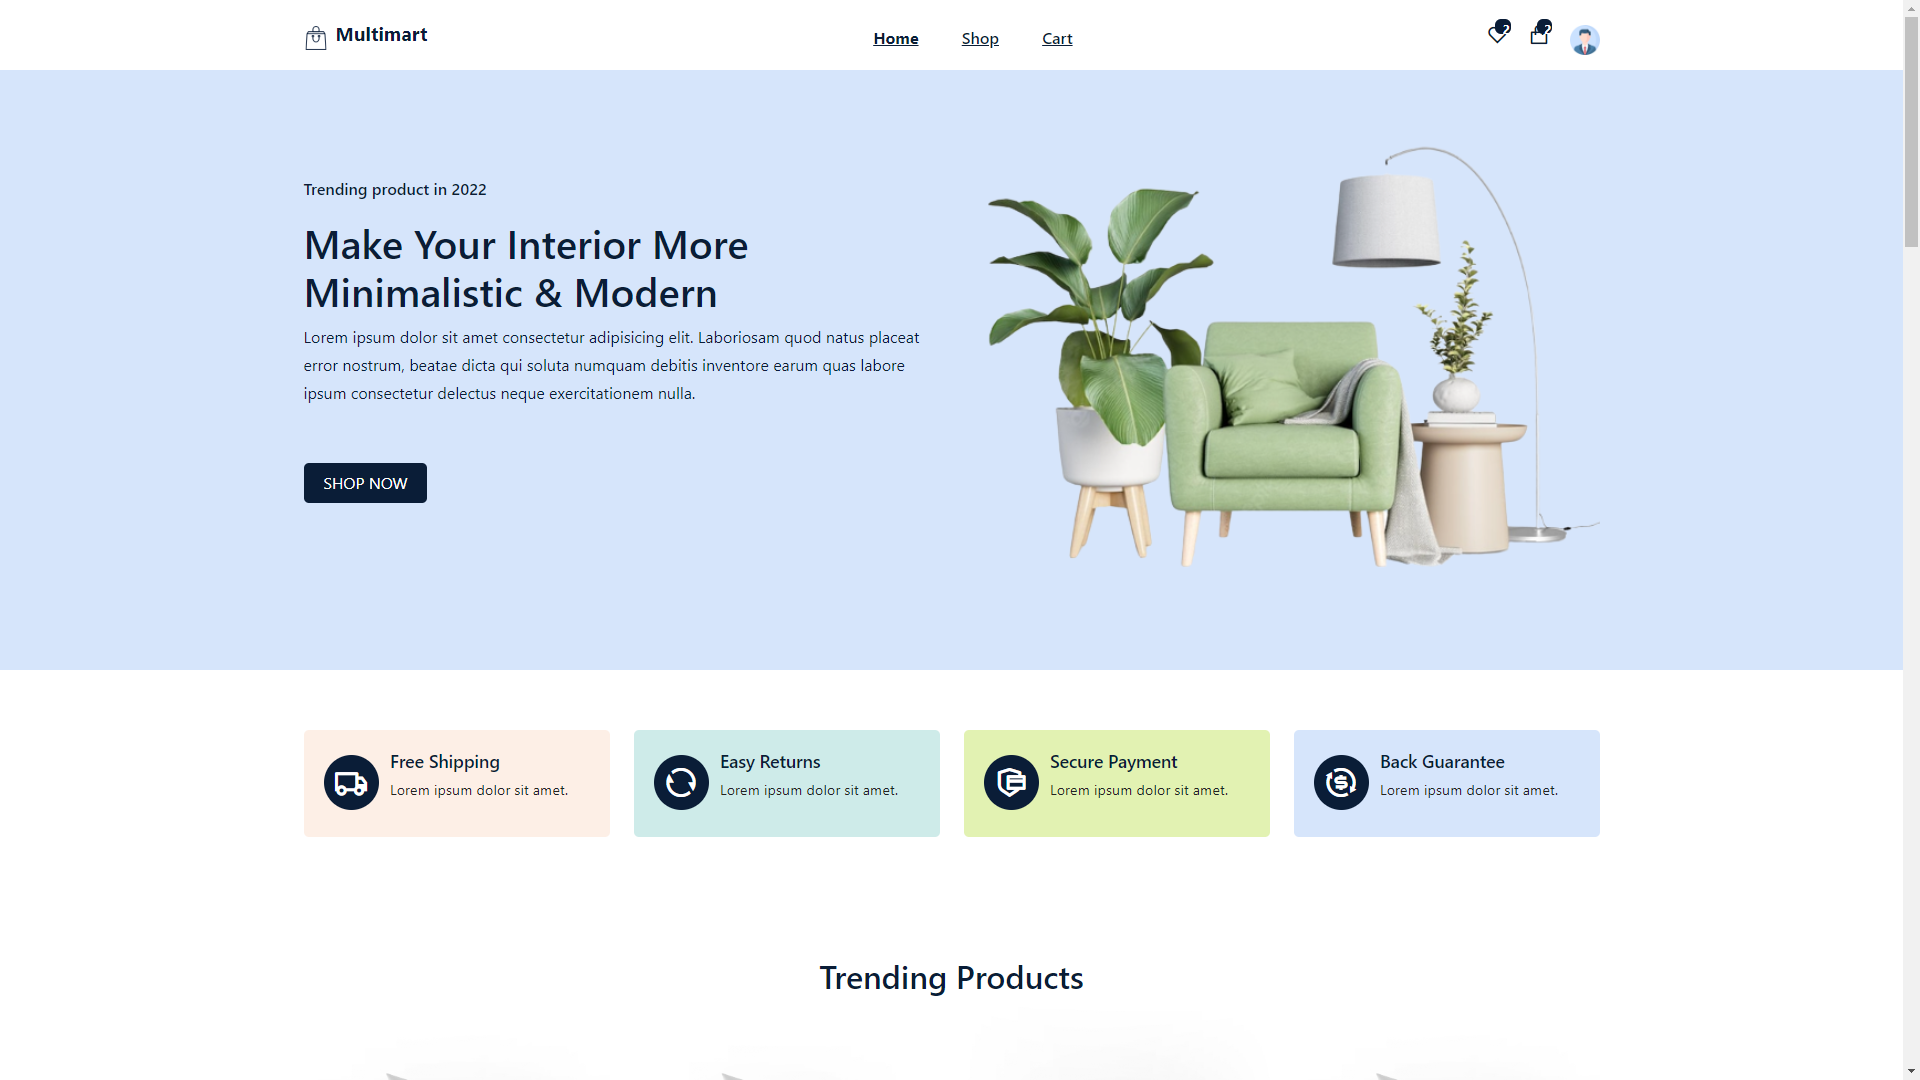 Multimart
Home
Shop
Cart
Trending product in 2022
Make Your Interior More
Minimalistic & Modern
Lorem ipsum dolor sit amet consectetur adipisicing elit. Laboriosam quod natus placeat
error nostrum, beatae dicta qui soluta numquam debitis inventore earum quas labore
ipsum consectetur delectus neque exercitationem nulla.
SHOP NOW
Free Shipping
Lorem ipsum dolor sit amet.
Easy Returns
Lorem ipsum dolor sit amet.
Secure Payment
Lorem ipsum dolor sit amet.
Back Guarantee
Lorem ipsum dolor sit amet.
Trending Products